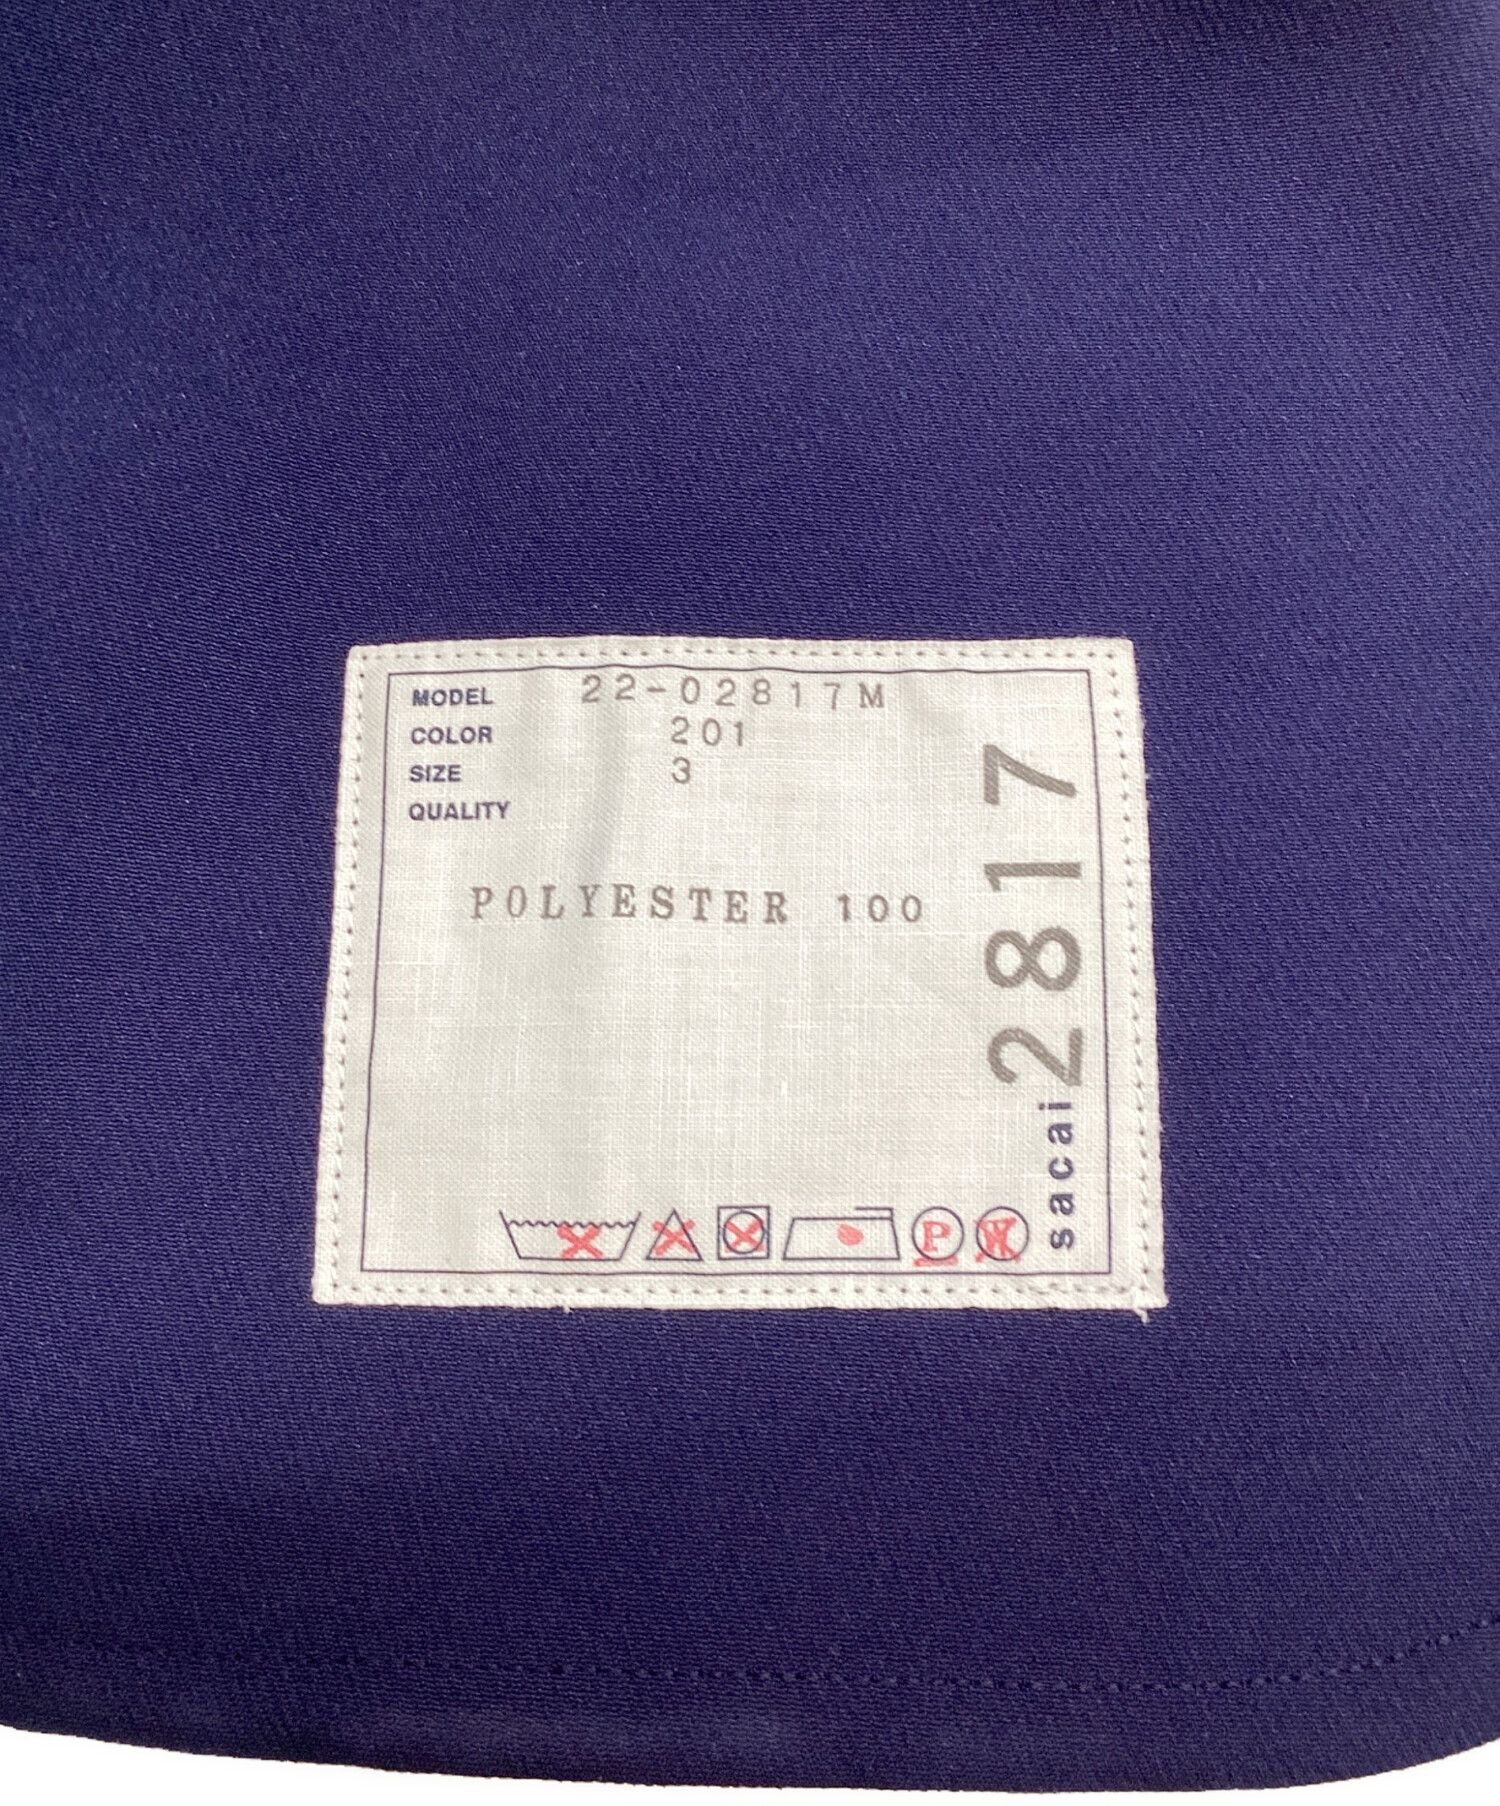 MODEL 22-02817M
COLOR 201
SIZE 3
QUALITY
POLYESTER 100
sacai 2817
P W